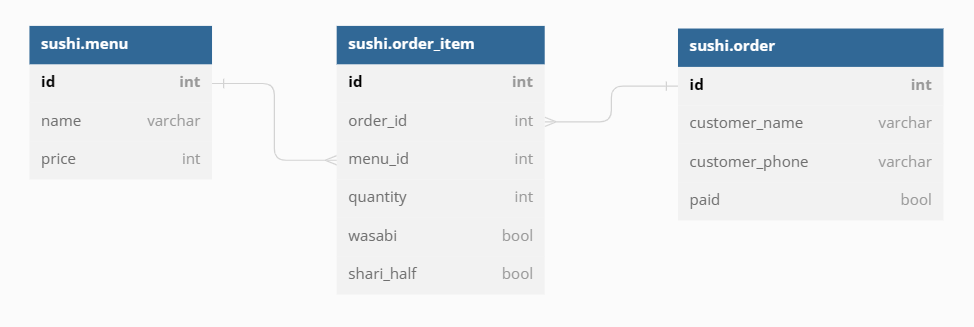 sushi.menu
id int
name varchar
price int
sushi.order_item
id int
order_id int
menu_id int
quantity int
wasabi bool
shari_half bool
sushi.order
id int
customer_name varchar
customer_phone varchar
paid bool